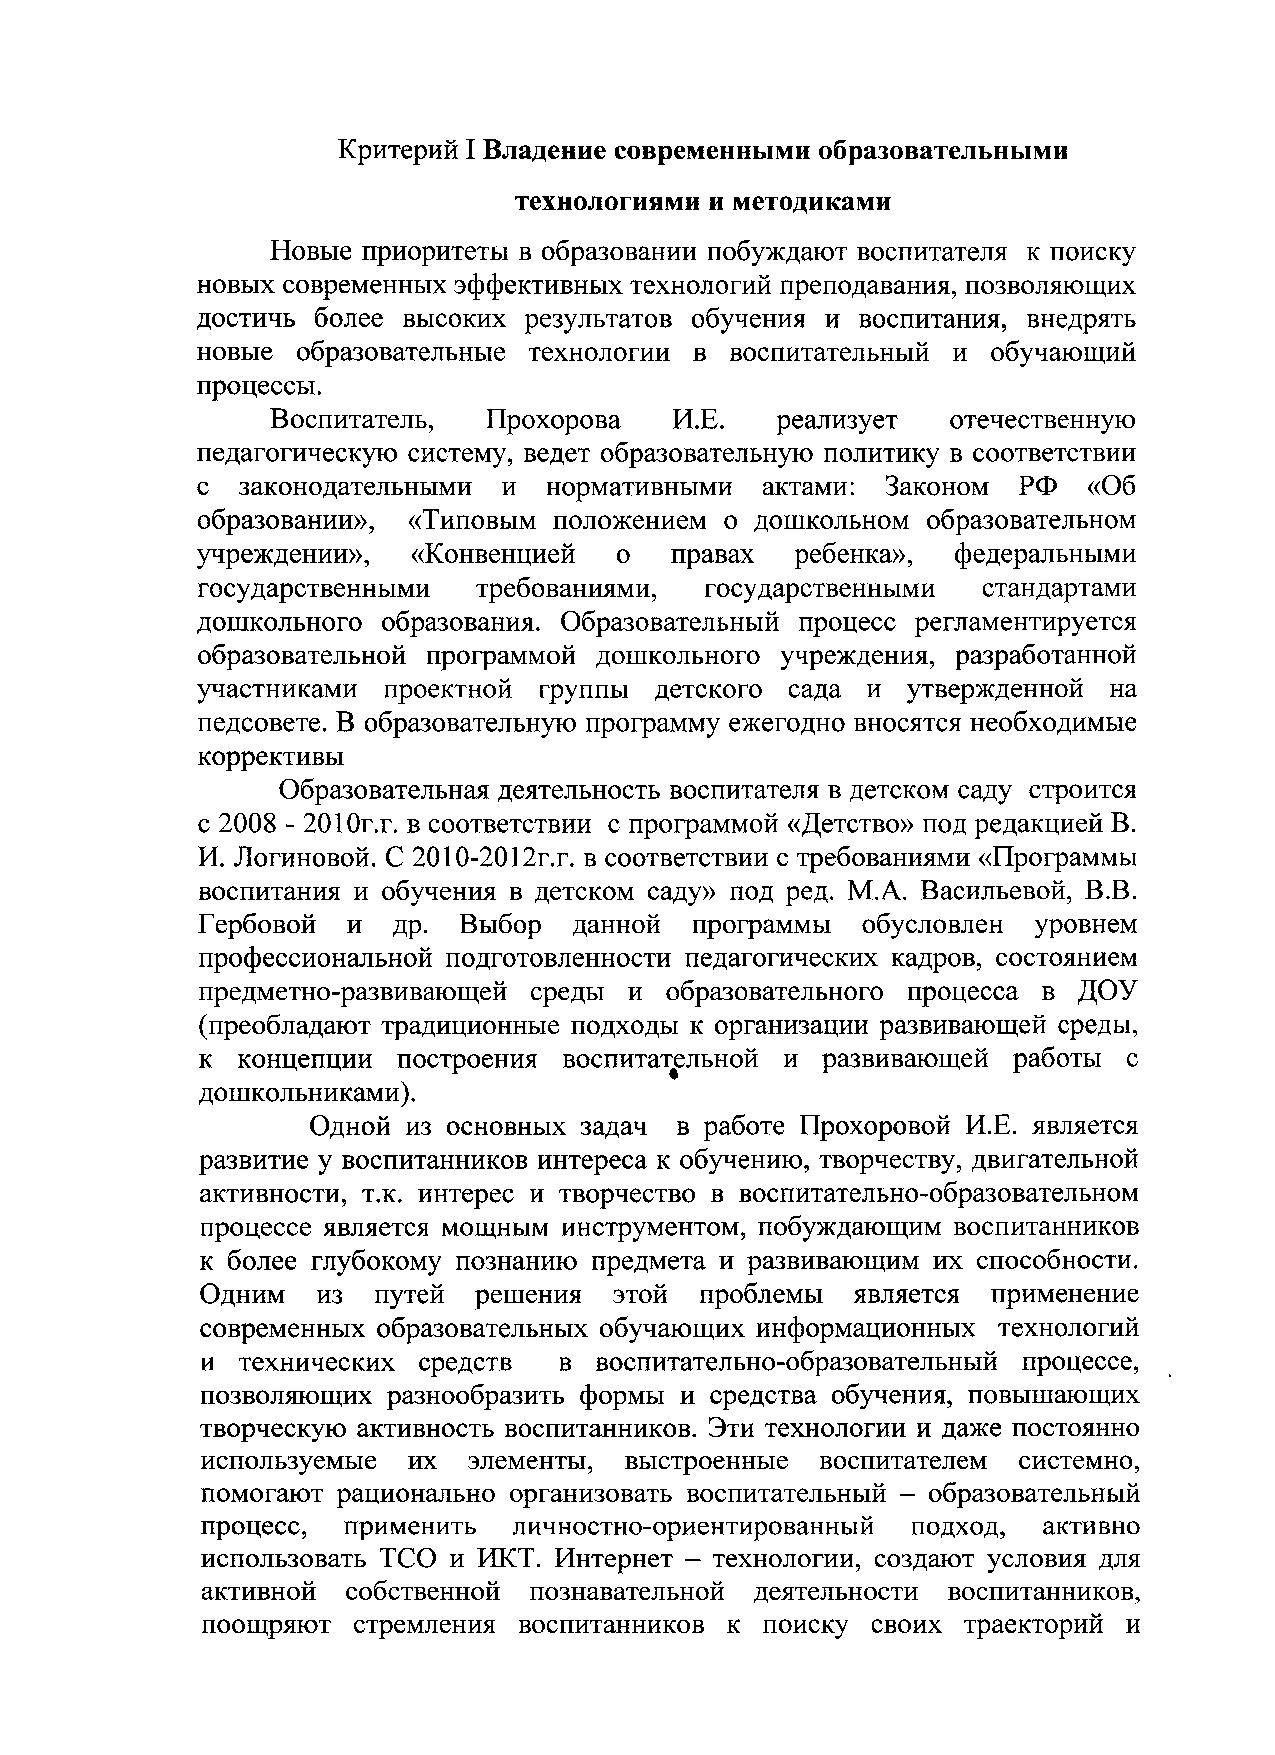 Критерий I Владение современными образовательными
технологиями и методиками
Новые приоритеты в образовании побуждают воспитателя к поиску
новых современных эффективных технологий преподавания, позволяющих
достичь более высоких результатов обучения и воспитания, внедрять
новые образовательные технологии в воспитательный и обучающий
процессы.
Воспитатель, Прохорова И.Е. реализует отечественную
педагогическую систему, ведет образовательную политику в соответствии
с законодательными и нормативными актами: Законом РФ «Об
образовании», «Типовым положением о дошкольном образовательном
учреждении», «Конвенцией о правах ребенка», федеральными
государственными требованиями, государственными стандартами
дошкольного образования. Образовательный процесс регламентируется
образовательной программой дошкольного учреждения, разработанной
участниками проектной группы детского сада и утвержденной на
педсовете. В образовательную программу ежегодно вносятся необходимые
коррективы
Образовательная деятельность воспитателя в детском саду строится
с 2008 - 2010г.г. в соответствии с программой «Детство» под редакцией В.
И. Логиновой. С 2010-2012г.г. в соответствии с требованиями «Программы
воспитания и обучения в детском саду» под ред. М.А. Васильевой, В.В.
Гербовой и др. Выбор данной программы обусловлен уровнем
профессиональной подготовленности педагогических кадров, состоянием
предметно-развивающей среды и образовательного процесса в ДОУ
(преобладают традиционные подходы к организации развивающей среды,
к концепции построения воспитательной и развивающей работы с
дошкольниками).
Одной из основных задач в работе Прохоровой И.Е. является
развитие у воспитанников интереса к обучению, творчеству, двигательной
активности, т.к. интерес и творчество в воспитательно-образовательном
процессе является мощным инструментом, побуждающим воспитанников
к более глубокому познанию предмета и развивающим их способности.
Одним из путей решения этой проблемы является применение
современных образовательных обучающих информационных технологий
и технических средств в воспитательно-образовательный процессе,
позволяющих разнообразить формы и средства обучения, повышающих
творческую активность воспитанников. Эти технологии и даже постоянно
используемые их элементы, выстроенные воспитателем системно,
помогают рационально организовать воспитательный – образовательный
процесс, применить личностно-ориентированный подход, активно
использовать ТСО и ИКТ. Интернет – технологии, создают условия для
активной собственной познавательной деятельности воспитанников,
поощряют стремления воспитанников к поиску своих траекторий и